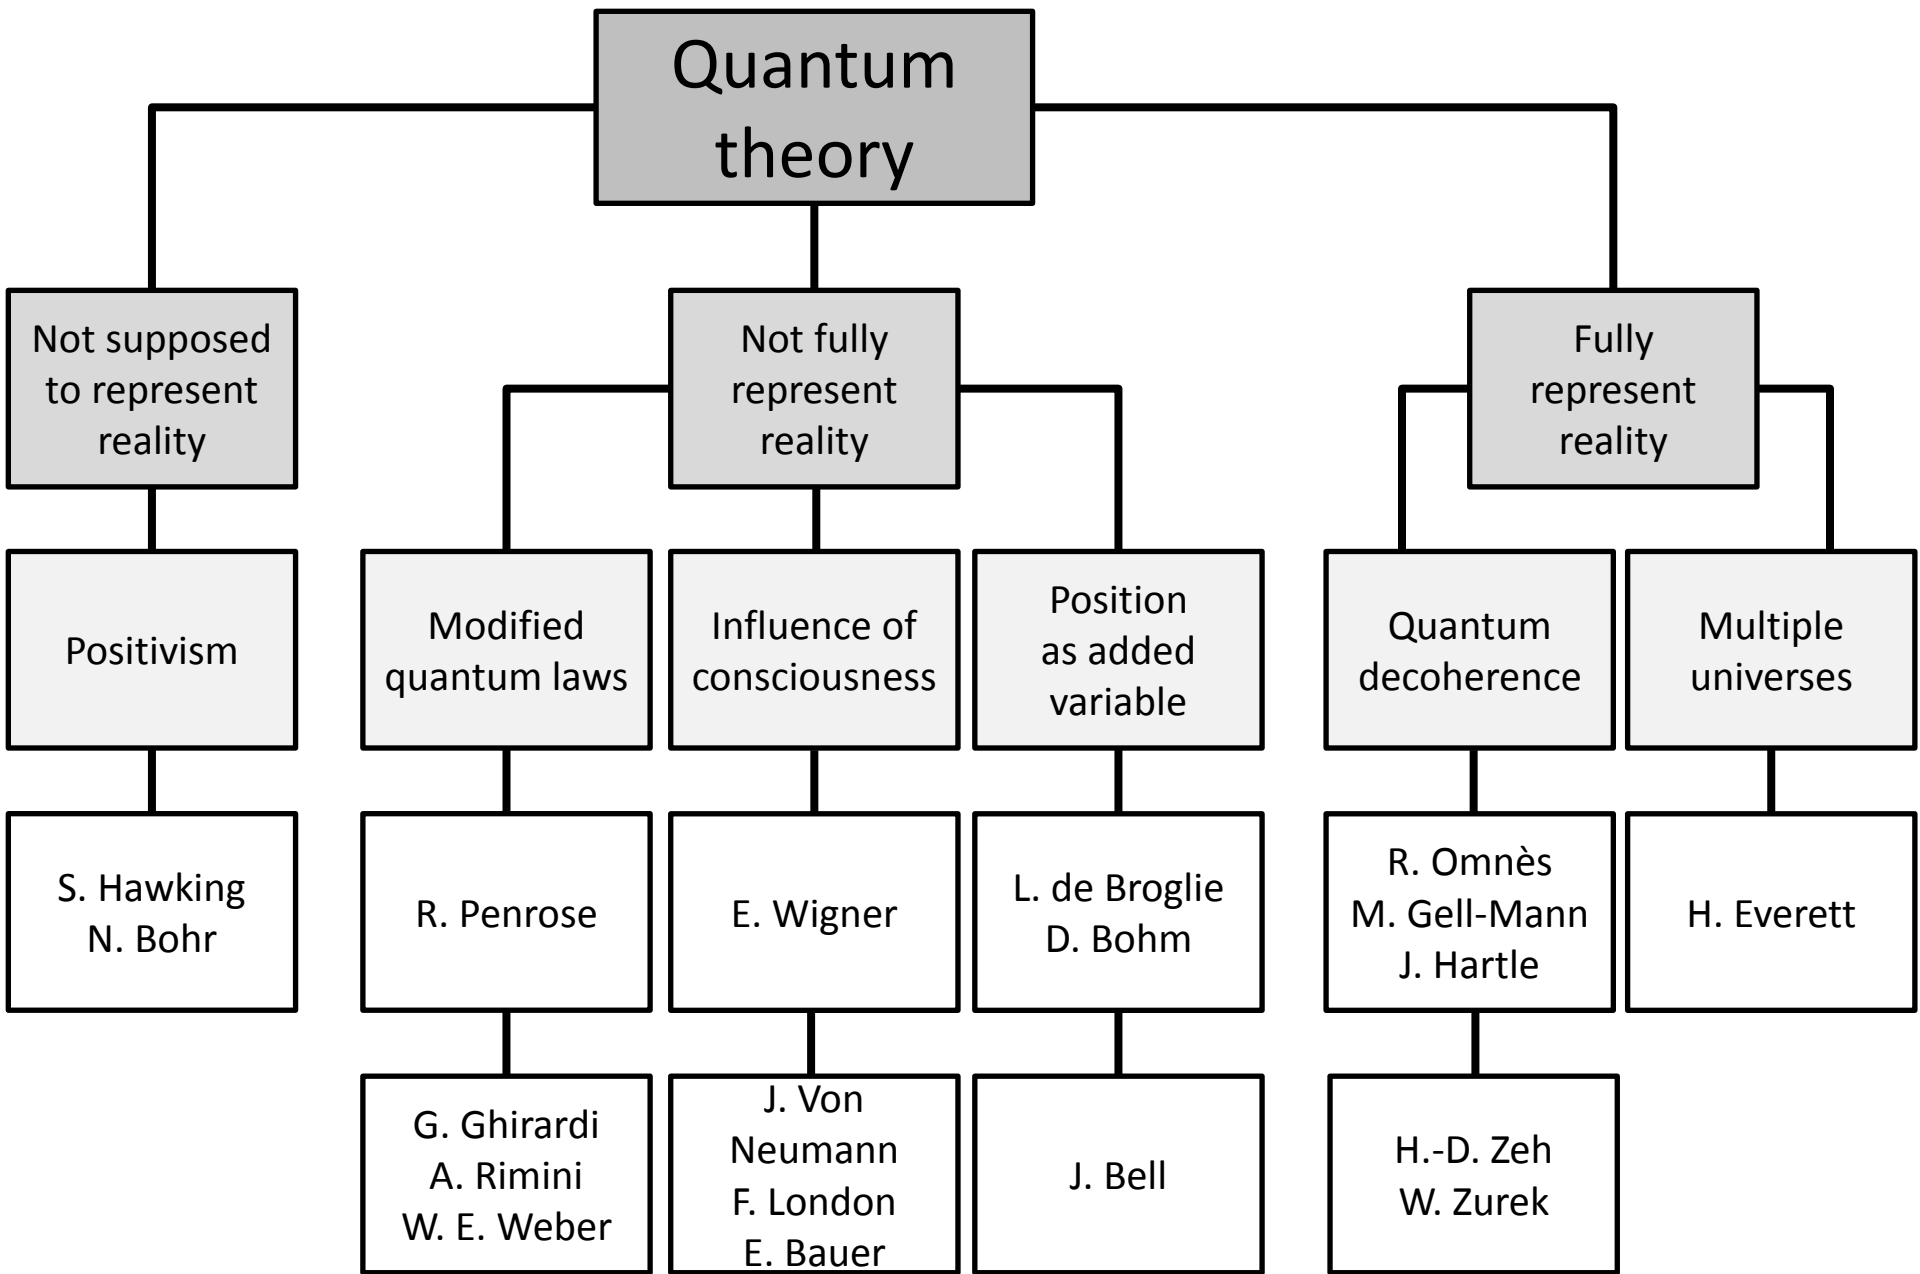 Quantum
theory
Not supposed
to represent
reality
Not fully
represent
reality
Fully
represent
reality
Positivism
Modified
quantum laws
Influence of
consciousness
Position
as added
variable
Quantum
decoherence
Multiple
universes
S. Hawking
N. Bohr
R. Penrose
E. Wigner
L. de Broglie
D. Bohm
R. Omnès
M. Gell-Mann
J. Hartle
H. Everett
G. Ghirardi
A. Rimini
W. E. Weber
J. Von
Neumann
F. London
E. Bauer
J. Bell
H.-D. Zeh
W. Zurek